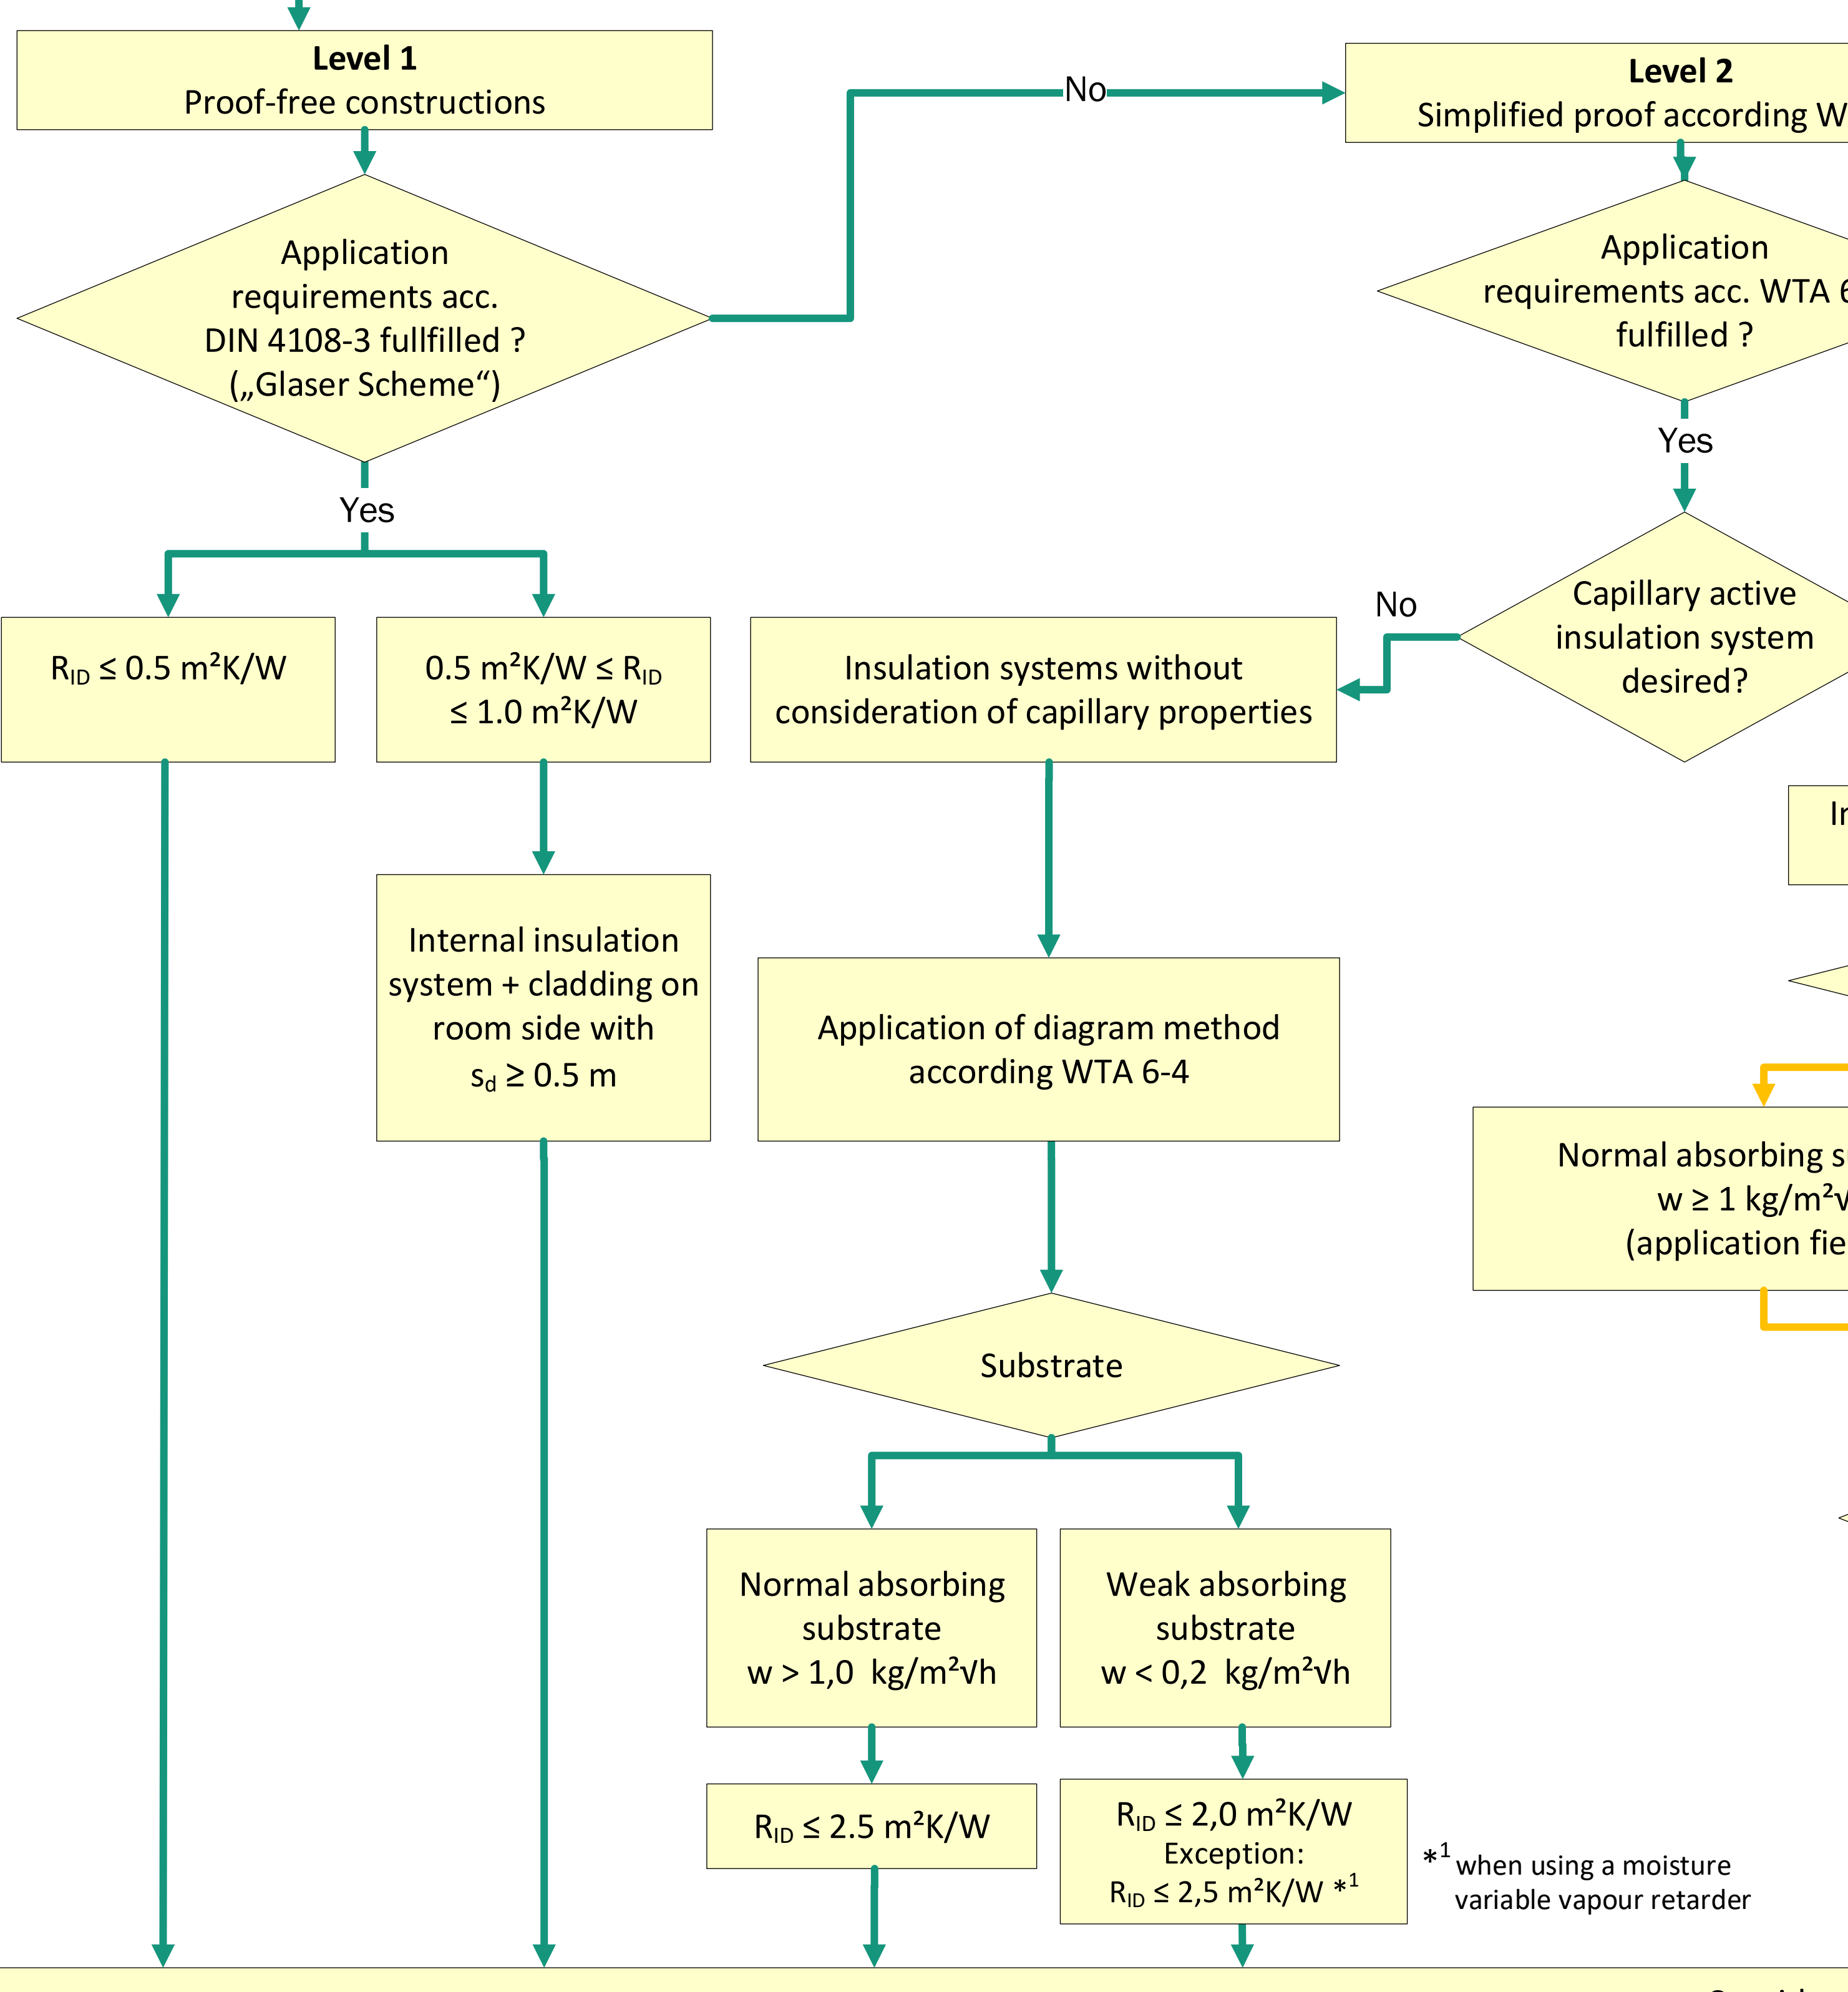 Level 1
Proof-free constructions
No
Level 2
Simplified proof according
Application
requirements acc.
DIN 4108-3 fullfilled ?
(„Glaser Scheme“)
Application
requirements acc. WTA
fulfilled ?
Yes
Yes
No
Capillary active
insulation system
desired?
R_ID ≤ 0.5 m²K/W
0.5 m²K/W ≤ R_ID
≤ 1.0 m²K/W
Insulation systems without
consideration of capillary properties
Internal insulation
system + cladding on
room side with
s_d ≥ 0.5 m
Application of diagram method
according WTA 6-4
Normal absorbing
w ≥ 1 kg/m²√
(application
Substrate
Normal absorbing
substrate
w > 1,0 kg/m²√h
Weak absorbing
substrate
w < 0,2 kg/m²√h
R_ID ≤ 2.5 m²K/W
R_ID ≤ 2,0 m²K/W
Exception:
R_ID ≤ 2,5 m²K/W *¹
*¹ when using a moisture
variable vapour retarder